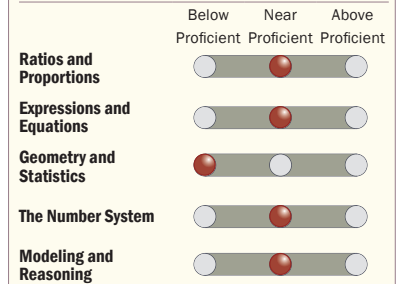 Below Near Above
Proficient Proficient Proficient
Ratios and
Proportions
Expressions and
Equations
Geometry and
Statistics
The Number System
Modeling and
Reasoning